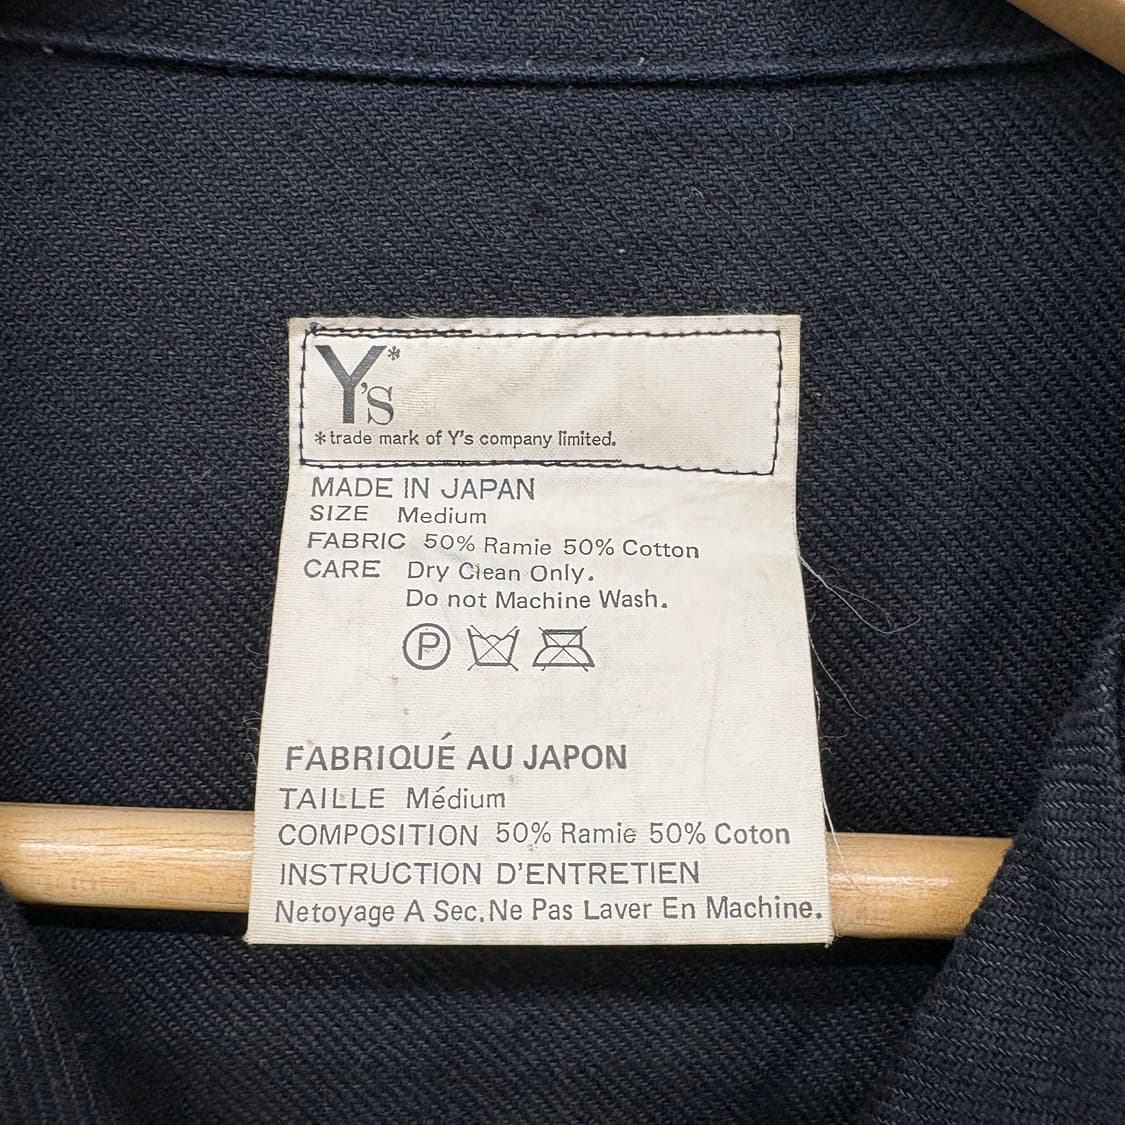 Y's*
*trade mark of Y's company limited.
MADE IN JAPAN
SIZE Medium
FABRIC 50% Ramie 50% Cotton
CARE Dry Clean Only.
Do not Machine Wash.
P
FABRIQUÉ AU JAPON
TAILLE Médium
COMPOSITION 50% Ramie 50% Coton
INSTRUCTION D'ENTRETIEN
Netoyage A Sec.Ne Pas Laver En Machine.